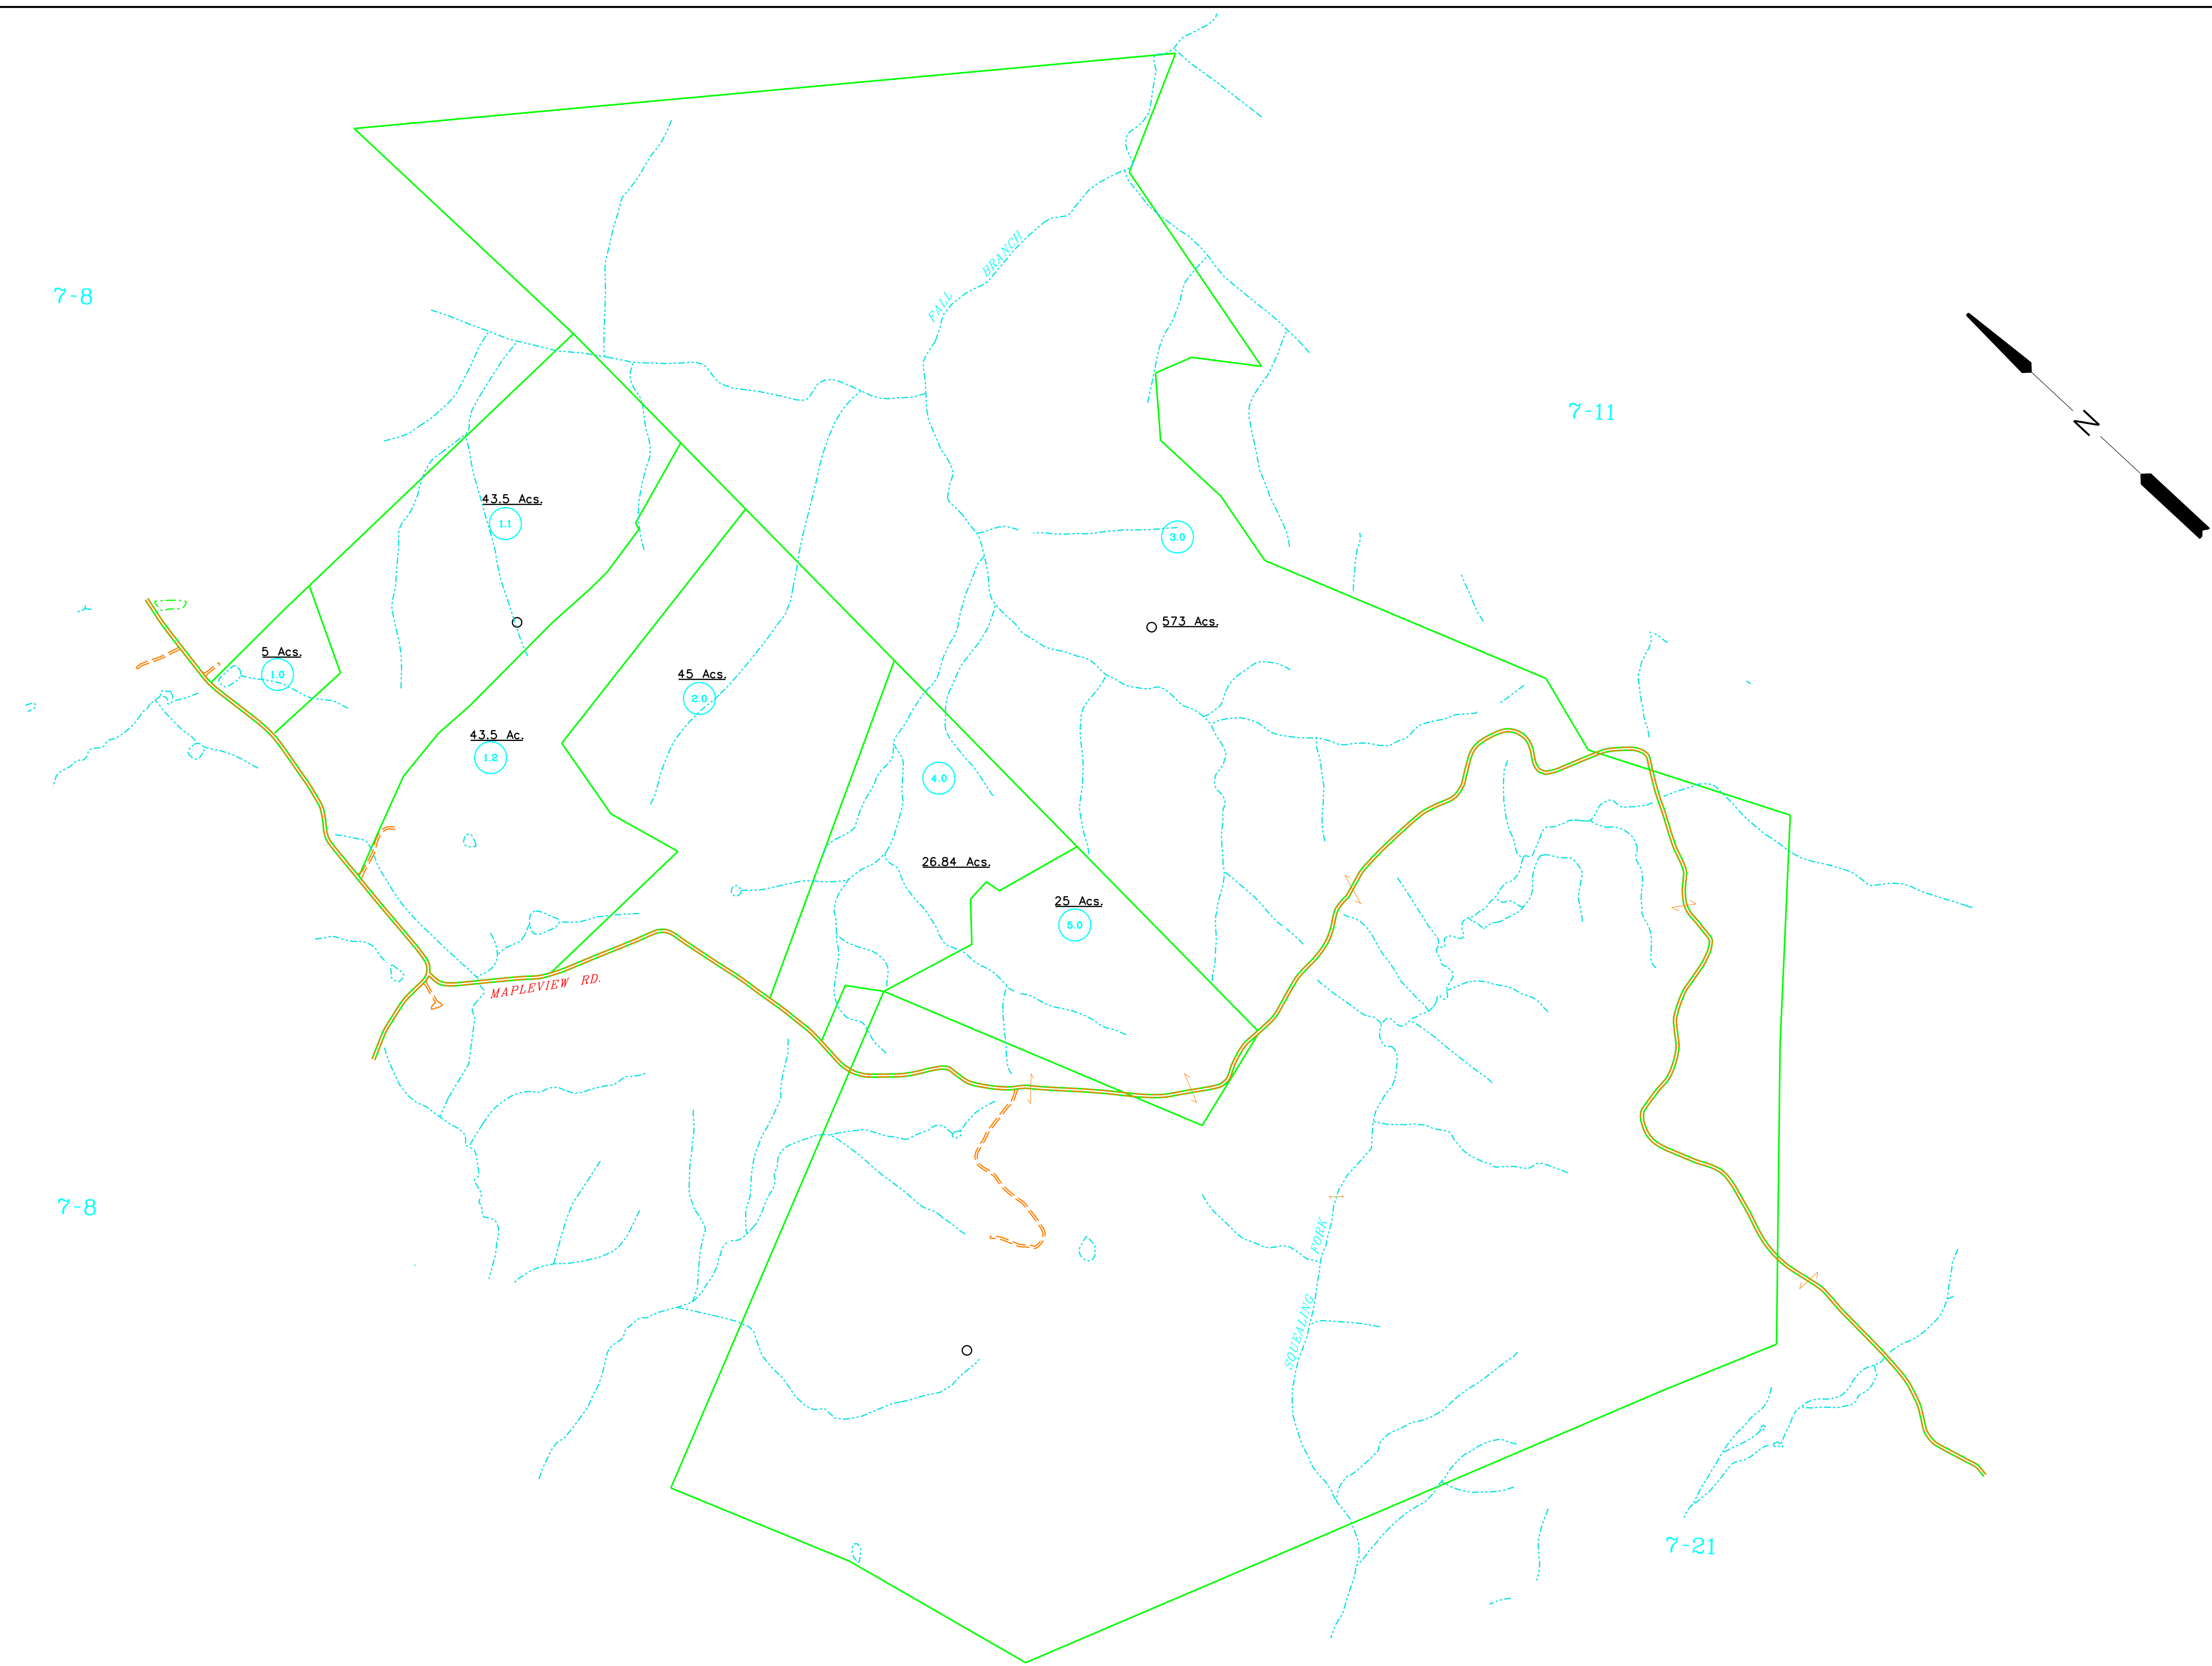 7-8
FALL BRANCH
7-11
N
43.5 Acs.
1.1
3.0
573 Acs.
5 Acs.
1.0
45 Acs.
2.0
43.5 Ac.
1.2
4.0
26.84 Acs.
25 Acs.
5.0
MAPLEVIEW RD.
7-8
SQUEALING FORK
7-21